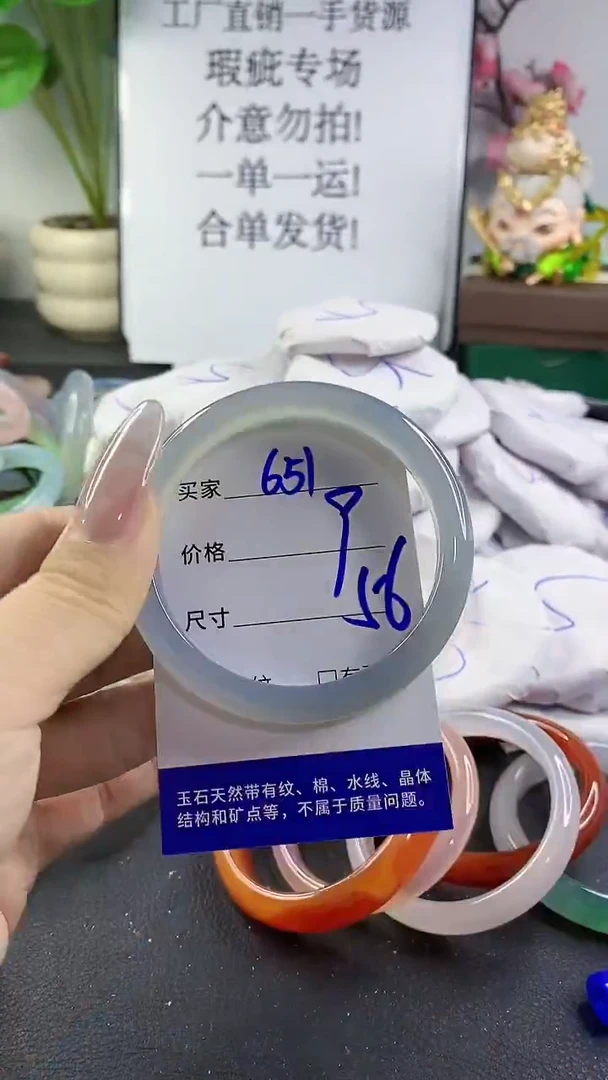 工厂直销一手货源
瑕疵专场
介意勿拍!
一单一运!
合单发货!
买家 651
价格
尺寸 56
玉石天然带有纹、棉、水线、晶体
结构和矿点等，不属于质量问题。